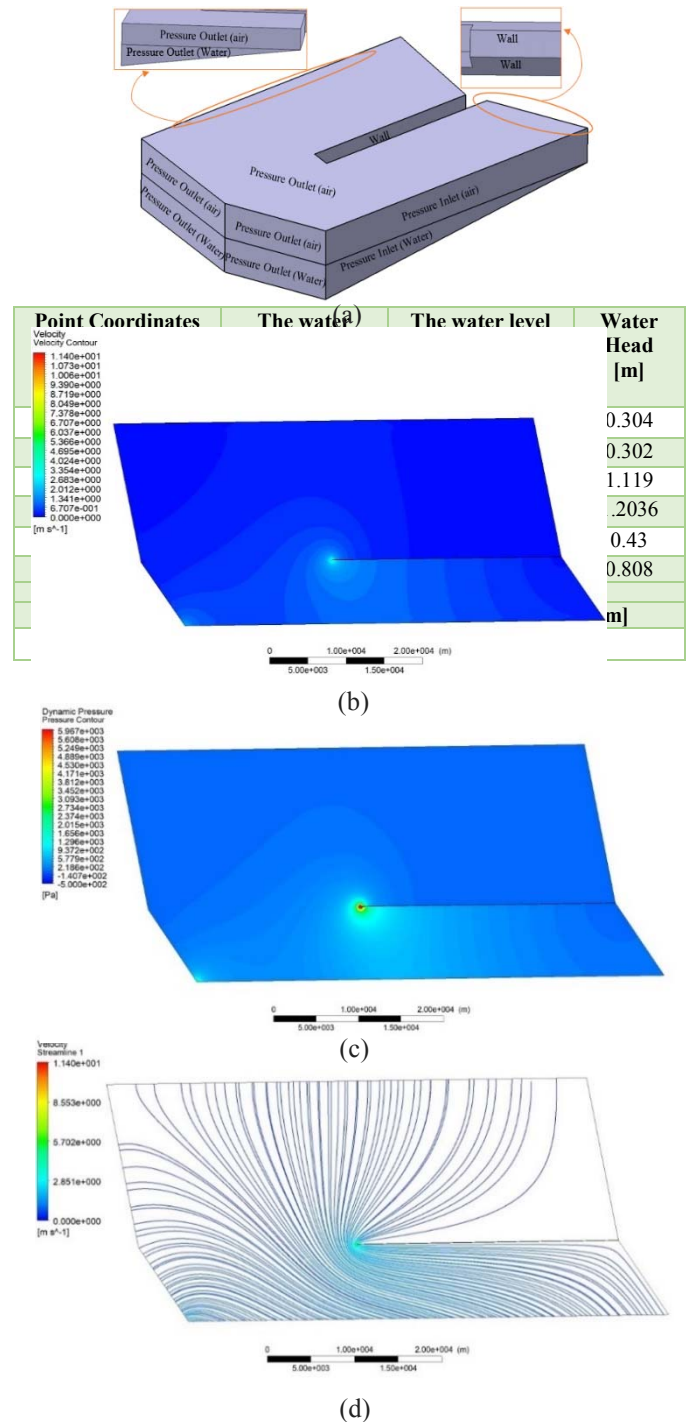 Pressure Outlet (air)
Pressure Outlet (Water)
Wall
Wall
Wall
Pressure Outlet (air)
Pressure Outlet (air)
Pressure Outlet (Water)
Pressure Outlet (air)
Pressure Outlet (Water)
Pressure Inlet (air)
Pressure Inlet (Water)
(a)
Point Coordinates The water The water level Water
Head
[m]
0.304
0.302
1.119
.2036
0.43
0.808
m]
Velocity
Velocity Contour
1.140e+001
1.073e+001
1.006e+001
9.390e+000
8.719e+000
8.049e+000
7.378e+000
6.707e+000
6.037e+000
5.366e+000
4.695e+000
4.024e+000
3.354e+000
2.683e+000
2.012e+000
1.341e+000
6.707e-001
0.000e+000
[m s^-1]
0 1.00e+004 2.00e+004 (m)
5.00e+003 1.50e+004
(b)
Dynamic Pressure
Pressure Contour
5.967e+003
5.608e+003
5.249e+003
4.889e+003
4.530e+003
4.171e+003
3.812e+003
3.452e+003
3.093e+003
2.734e+003
2.374e+003
2.015e+003
1.656e+003
1.296e+003
9.372e+002
5.779e+002
2.186e+002
-1.407e+002
-5.000e+002
[Pa]
0 1.00e+004 2.00e+004 (m)
5.00e+003 1.50e+004
(c)
Velocity
Streamline 1
1.140e+001
8.553e+000
5.702e+000
2.851e+000
0.000e+000
[m s^-1]
0 1.00e+004 2.00e+004 (m)
5.00e+003 1.50e+004
(d)